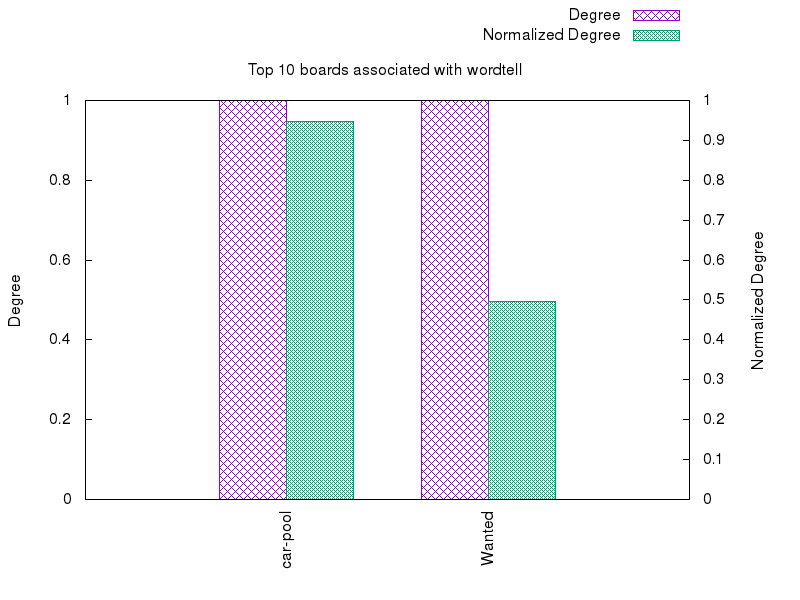 Degree
Normalized Degree
Top 10 boards associated with wordtell
1
0.8
0.6
0.4
0.2
0
Degree
1
0.9
0.8
0.7
0.6
0.5
0.4
0.3
0.2
0.1
0
Normalized Degree
car-pool
Wanted